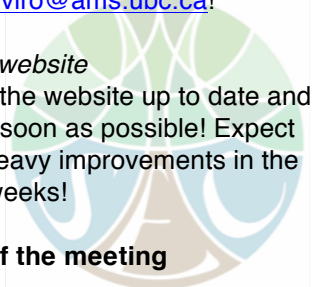 viro@ams.ubc.ca!
website
the website up to date and
soon as possible! Expect
eavy improvements in the
weeks!
f the meeting